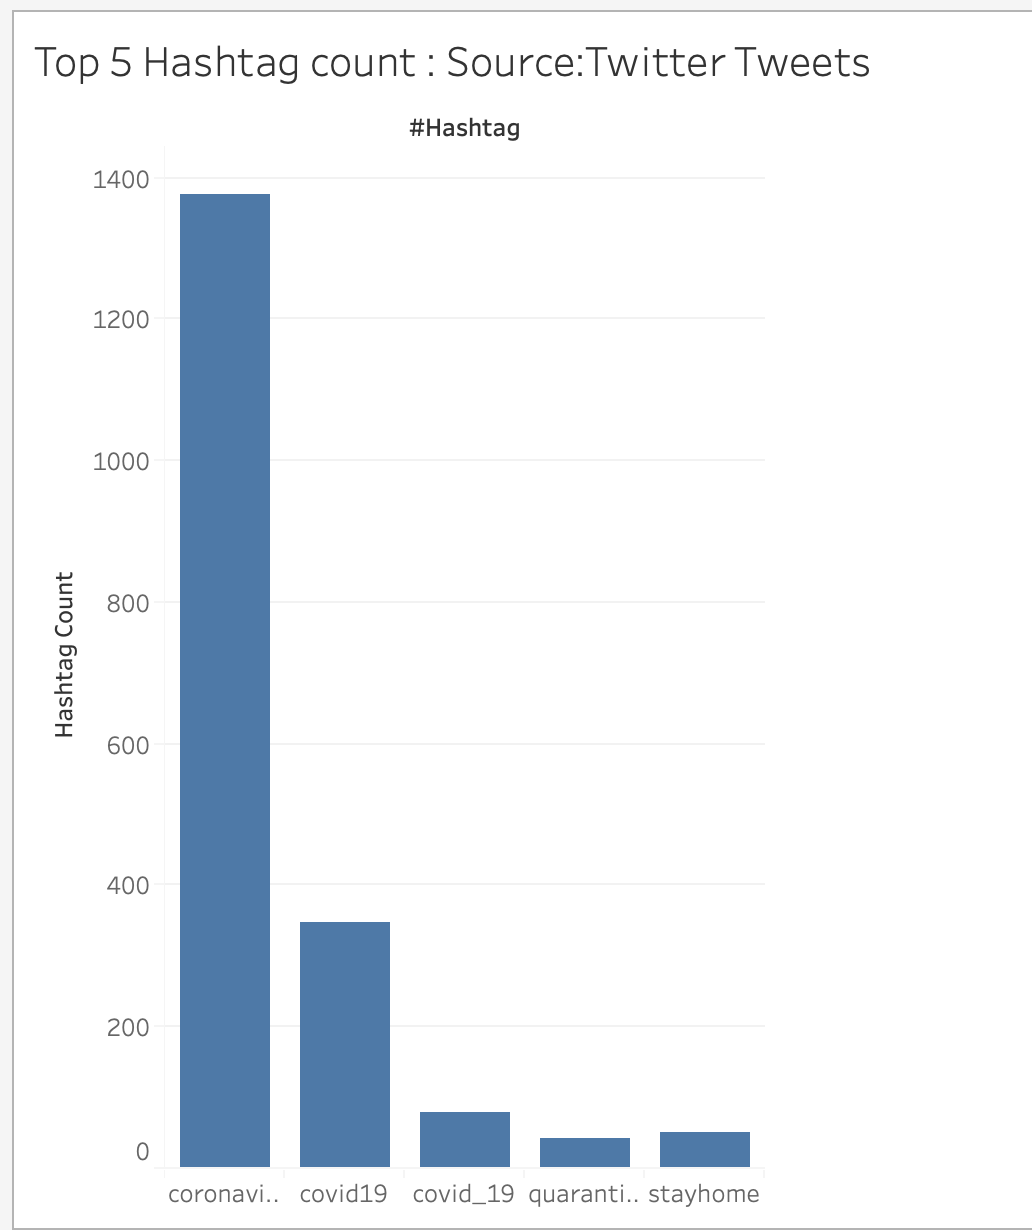 Top 5 Hashtag count : Source:Twitter Tweets
#Hashtag
1400
1200
1000
800
600
400
200
0
Hashtag Count
coronavi.. covid19 covid_19 quaranti.. stayhome